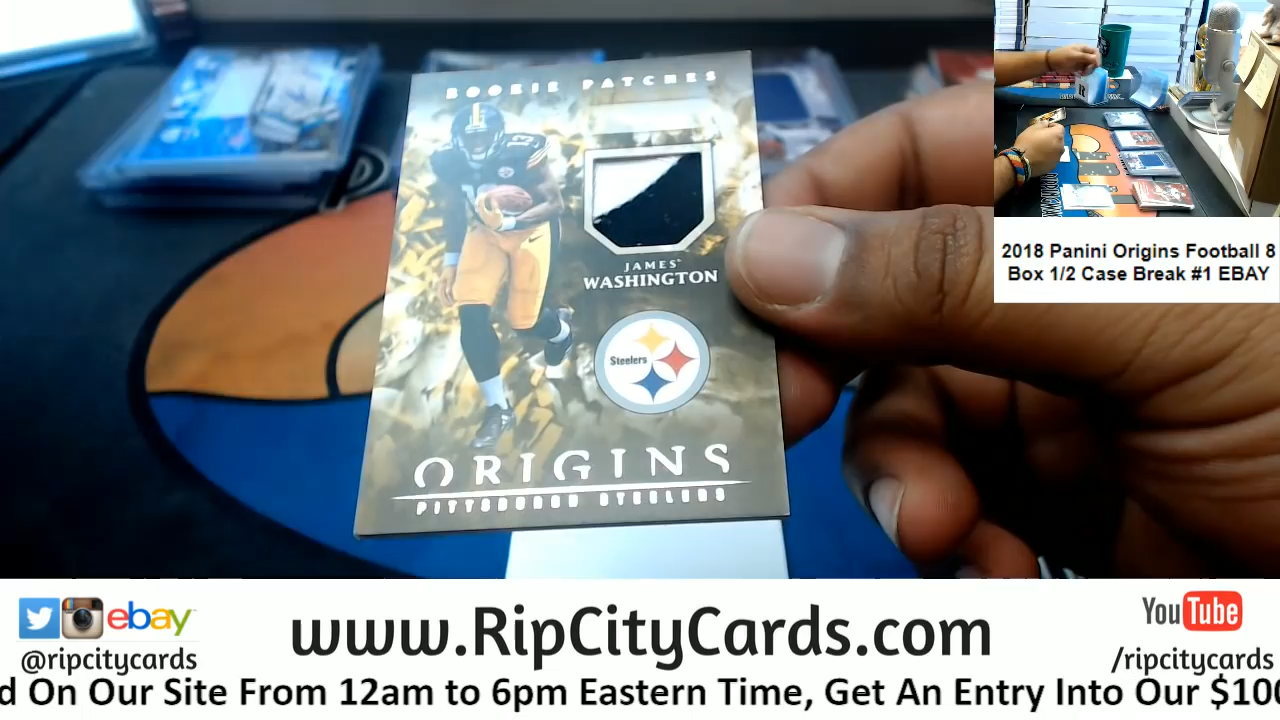 ROOKIE PATCHES
JAMES
WASHINGTON
Steelers
ORIGINS
PITTSBURGH STEELERS
2018 Panini Origins Football 8
Box 1/2 Case Break #1 EBAY
ebay
@ripcitycards
www.RipCityCards.com
You Tube
/ripcitycards
d On Our Site From 12am to 6pm Eastern Time, Get An Entry Into Our $100